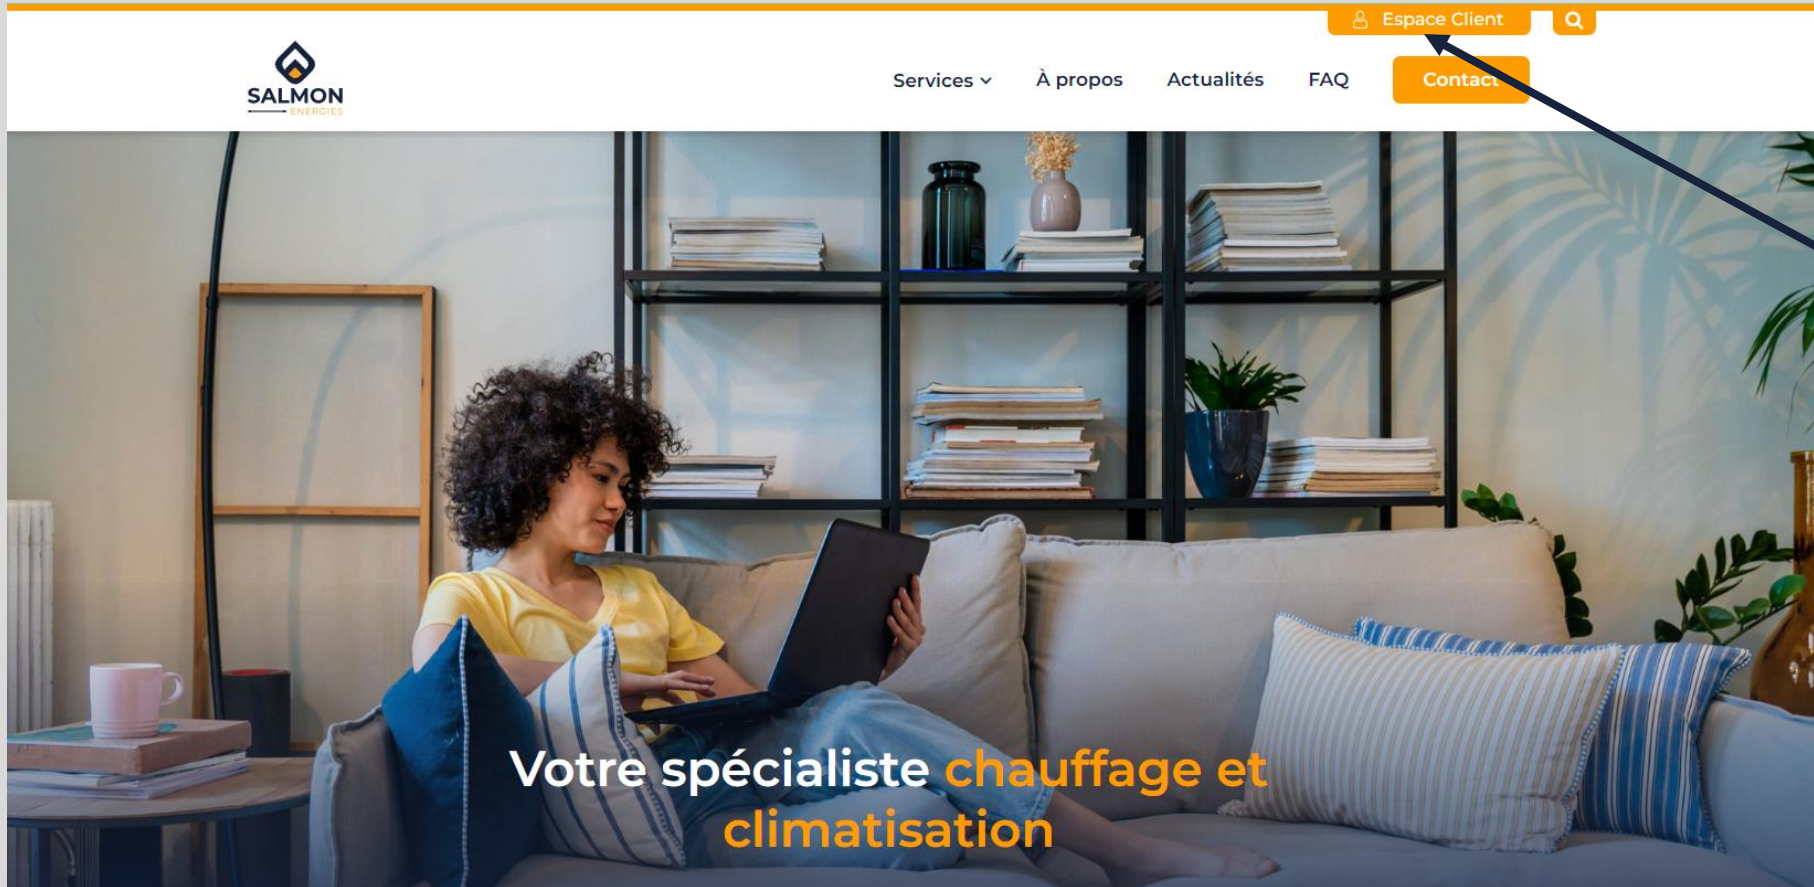 Espace Client
SALMON
ENERGIES
Services
À propos
Actualités
FAQ
Contact
Votre spécialiste chauffage et
climatisation